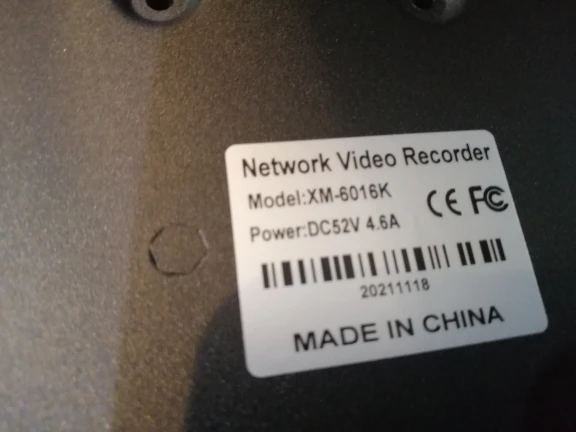 Network Video Recorder
Model:XM-6016K
CE FC
Power:DC52V 4.6A
20211118
MADE IN CHINA